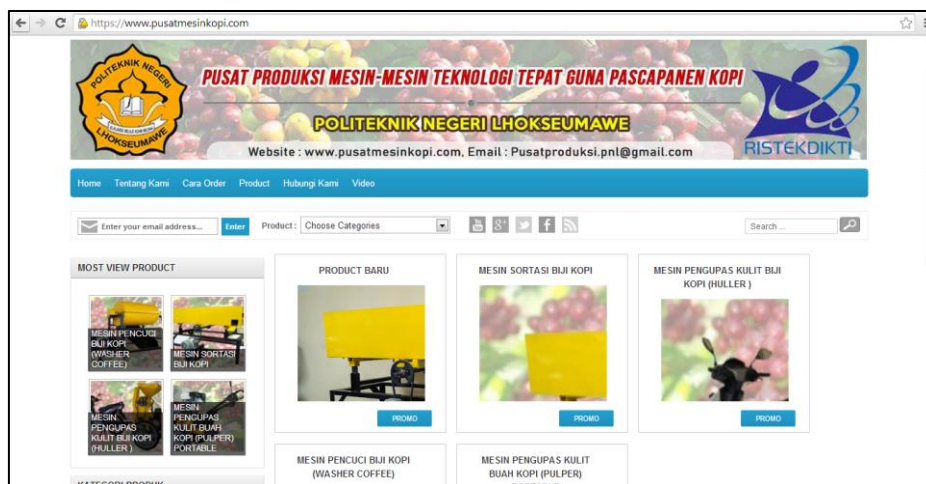 https://www.pusatmesinkopi.com
POLITEKNIK NEGERI
LHOKSEUMAWE
PUSAT PRODUKSI MESIN-MESIN TEKNOLOGI TEPAT GUNA PASCAPANEN KOPI
POLITEKNIK NEGERI LHOKSEUMAWE
Website : www.pusatmesinkopi.com, Email : Pusatproduksi.pnl@gmail.com
RISTEKDIKTI
Home Tentang Kami Cara Order Product Hubungi Kami Video
Enter your email address... Enter Product : Choose Categories Search ...
MOST VIEW PRODUCT
MESIN PENCUCI
BIJI KOPI
(WASHER
COFFEE)
MESIN SORTASI
BIJI KOPI
MESIN
PENGUPAS
KULIT BIJI KOPI
(HULLER )
MESIN
PENGUPAS
KULIT BUAH
KOPI (PULPER)
PORTABLE
KATEGORI PRODUK
PRODUCT BARU
PROMO
MESIN SORTASI BIJI KOPI
PROMO
MESIN PENGUPAS KULIT BIJI
KOPI (HULLER )
PROMO
MESIN PENCUCI BIJI KOPI
(WASHER COFFEE)
MESIN PENGUPAS KULIT
BUAH KOPI (PULPER)